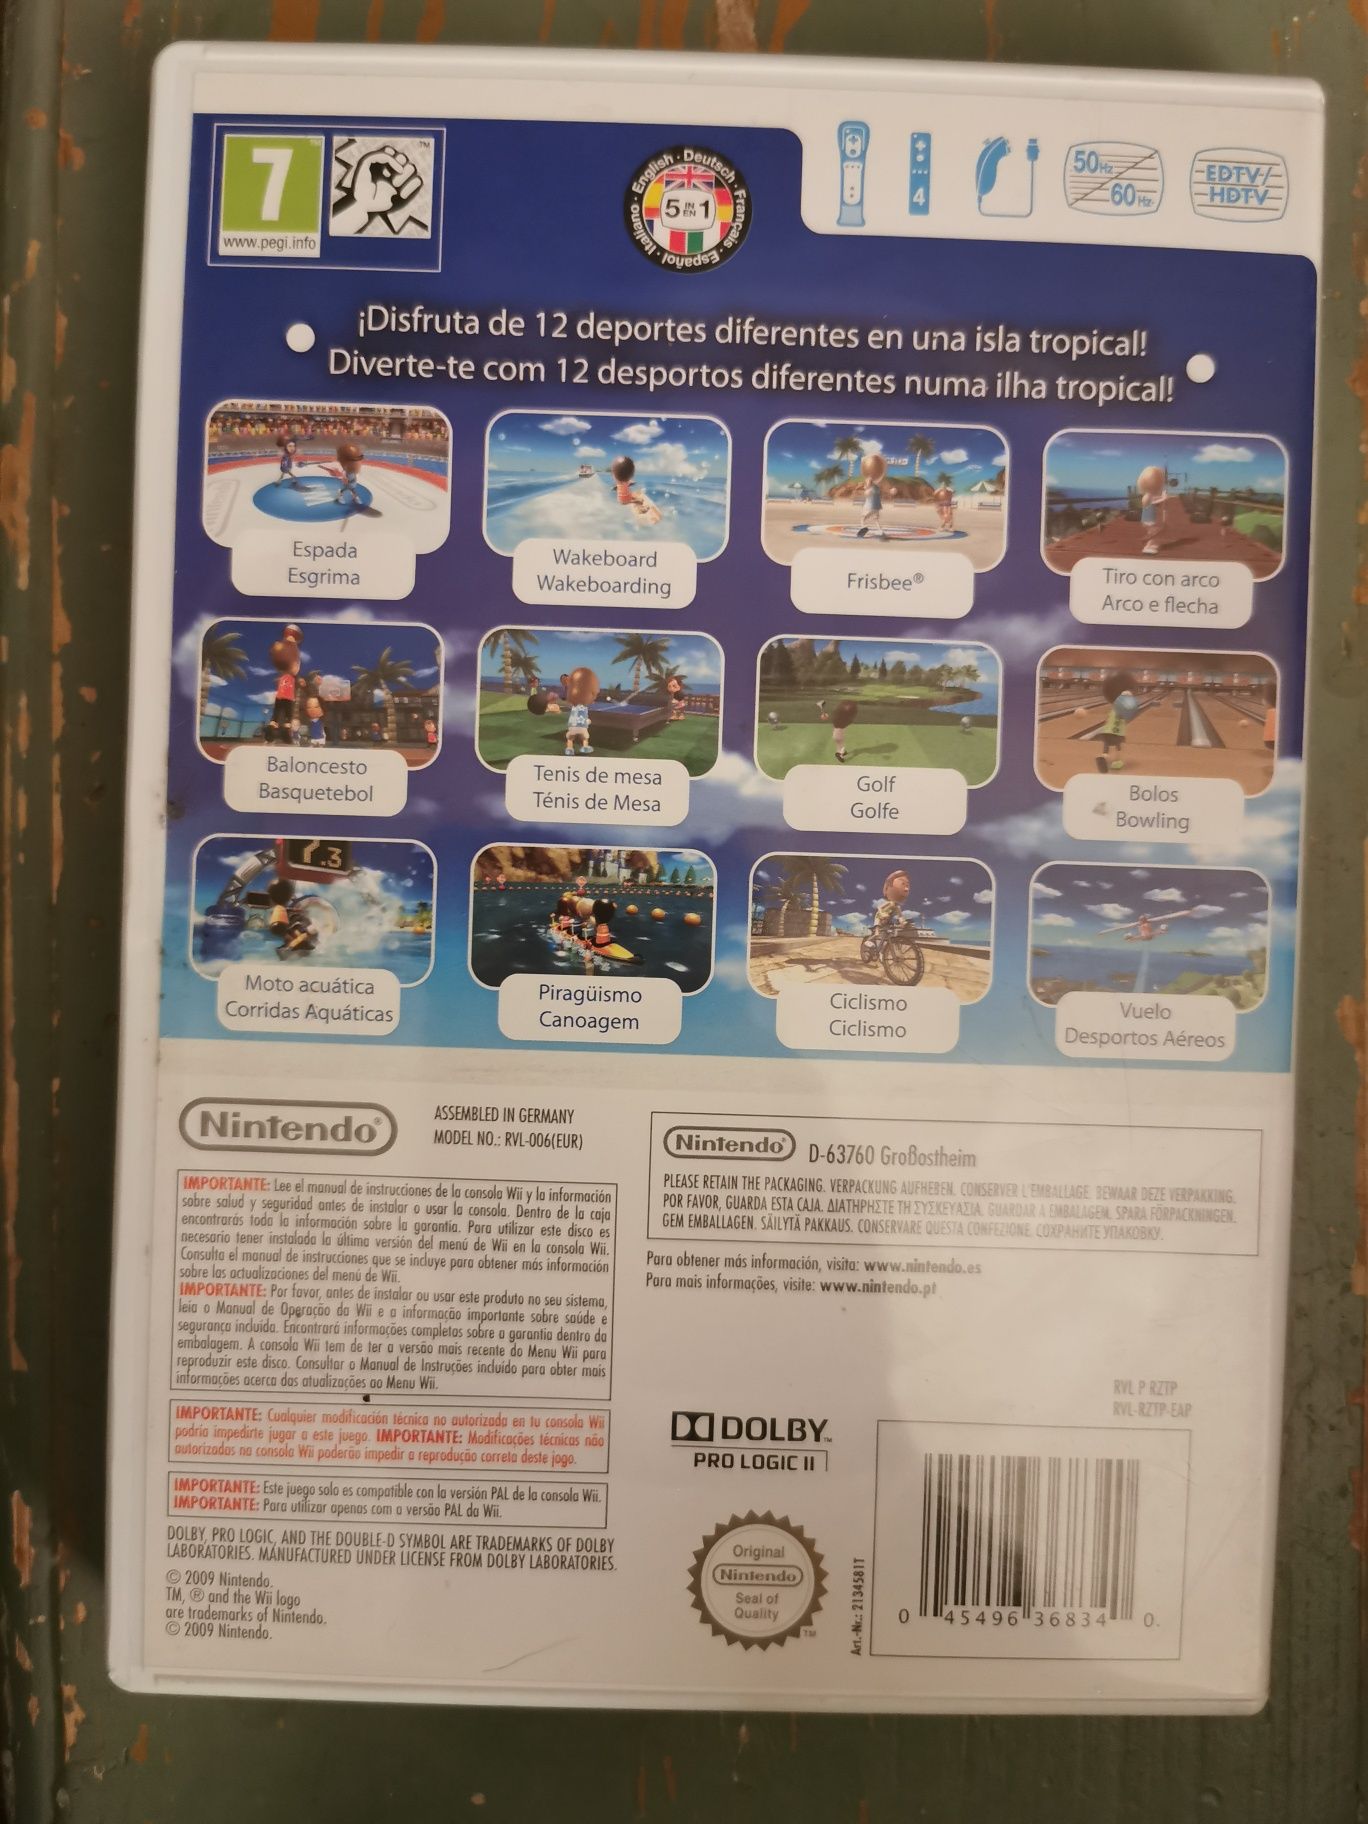 7
www.pegi.info
English · Deutsch · Français · Español · Italiano ·
5 IN EN 1
4
50Hz
60Hz
EDTV/
HDTV
¡Disfruta de 12 deportes diferentes en una isla tropical!
Diverte-te com 12 desportos diferentes numa ilha tropical!
Espada
Esgrima
Wakeboard
Wakeboarding
Frisbee®
Tiro con arco
Arco e flecha
Baloncesto
Basquetebol
Tenis de mesa
Ténis de Mesa
Golf
Golfe
Bolos
Bowling
Moto acuática
Corridas Aquáticas
Piragüismo
Canoagem
Ciclismo
Ciclismo
Vuelo
Desportos Aéreos
Nintendo®
ASSEMBLED IN GERMANY
MODEL NO.: RVL-006(EUR)
IMPORTANTE: Lee el manual de instrucciones de la consola Wii y la información
sobre salud y seguridad antes de instalar o usar la consola. Dentro de la caja
encontrarás toda la información sobre la garantía. Para utilizar este disco es
necesario tener instalada la última versión del menú de Wii en la consola Wii.
Consulta el manual de instrucciones que se incluye para obtener más información
sobre las actualizaciones del menú de Wii.
IMPORTANTE: Por favor, antes de instalar ou usar este produto no seu sistema,
leia o Manual de Operação da Wii e a informação importante sobre saúde e
segurança incluída. Encontrará informações completas sobre a garantia dentro da
embalagem. A consola Wii tem de ter a versão mais recente do Menu Wii para
reproduzir este disco. Consultar o Manual de Instruções incluído para obter mais
informações acerca das atualizações ao Menu Wii.
IMPORTANTE: Cualquier modificación técnica no autorizada en tu consola Wii
podría impedirte jugar a este juego. IMPORTANTE: Modificações técnicas não
autorizadas na consola Wii poderão impedir a reprodução correta deste jogo.
IMPORTANTE: Este juego solo es compatible con la versión PAL de la consola Wii.
IMPORTANTE: Para utilizar apenas com a versão PAL da Wii.
DOLBY, PRO LOGIC, AND THE DOUBLE-D SYMBOL ARE TRADEMARKS OF DOLBY
LABORATORIES. MANUFACTURED UNDER LICENSE FROM DOLBY LABORATORIES.
© 2009 Nintendo.
TM, ® and the Wii logo
are trademarks of Nintendo.
© 2009 Nintendo.
Nintendo® D-63760 Großostheim
PLEASE RETAIN THE PACKAGING. VERPACKUNG AUFHEBEN. CONSERVER L'EMBALLAGE. BEWAAR DEZE VERPAKKING.
POR FAVOR, GUARDA ESTA CAJA. ΔΙΑΤΗΡΗΣΤΕ ΤΗ ΣΥΣΚΕΥΑΣΙΑ. GUARDAR A EMBALAGEM. SPARA FÖRPACKNINGEN.
GEM EMBALLAGEN. SÄILYTÄ PAKKAUS. CONSERVARE QUESTA CONFEZIONE. СОХРАНИТЕ УПАКОВКУ.
Para obtener más información, visita: www.nintendo.es
Para mais informações, visite: www.nintendo.pt
RVL P RZTP
RVL-RZTP-EAP
DOLBY™
PRO LOGIC II
Original
Nintendo
Seal of
Quality
TM
Art.-Nr.: 2134581T
0 45496 36834 0.